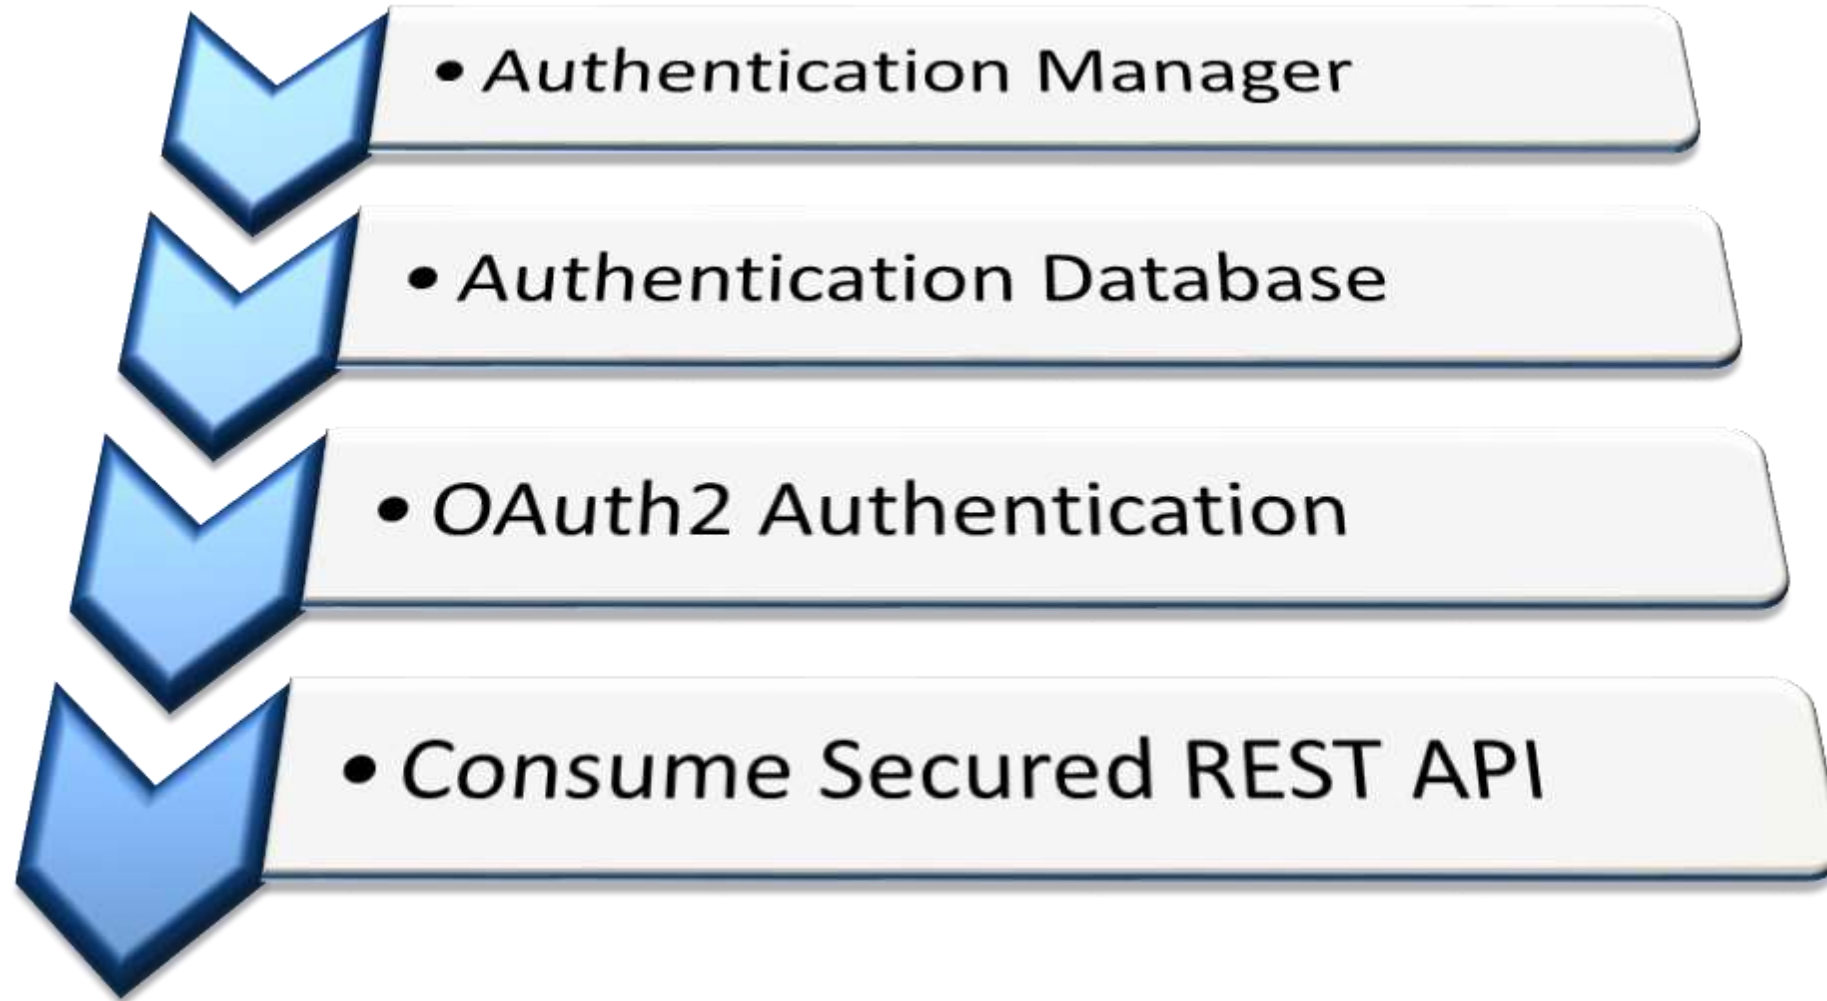 • Authentication Manager
• Authentication Database
• OAuth2 Authentication
• Consume Secured REST API